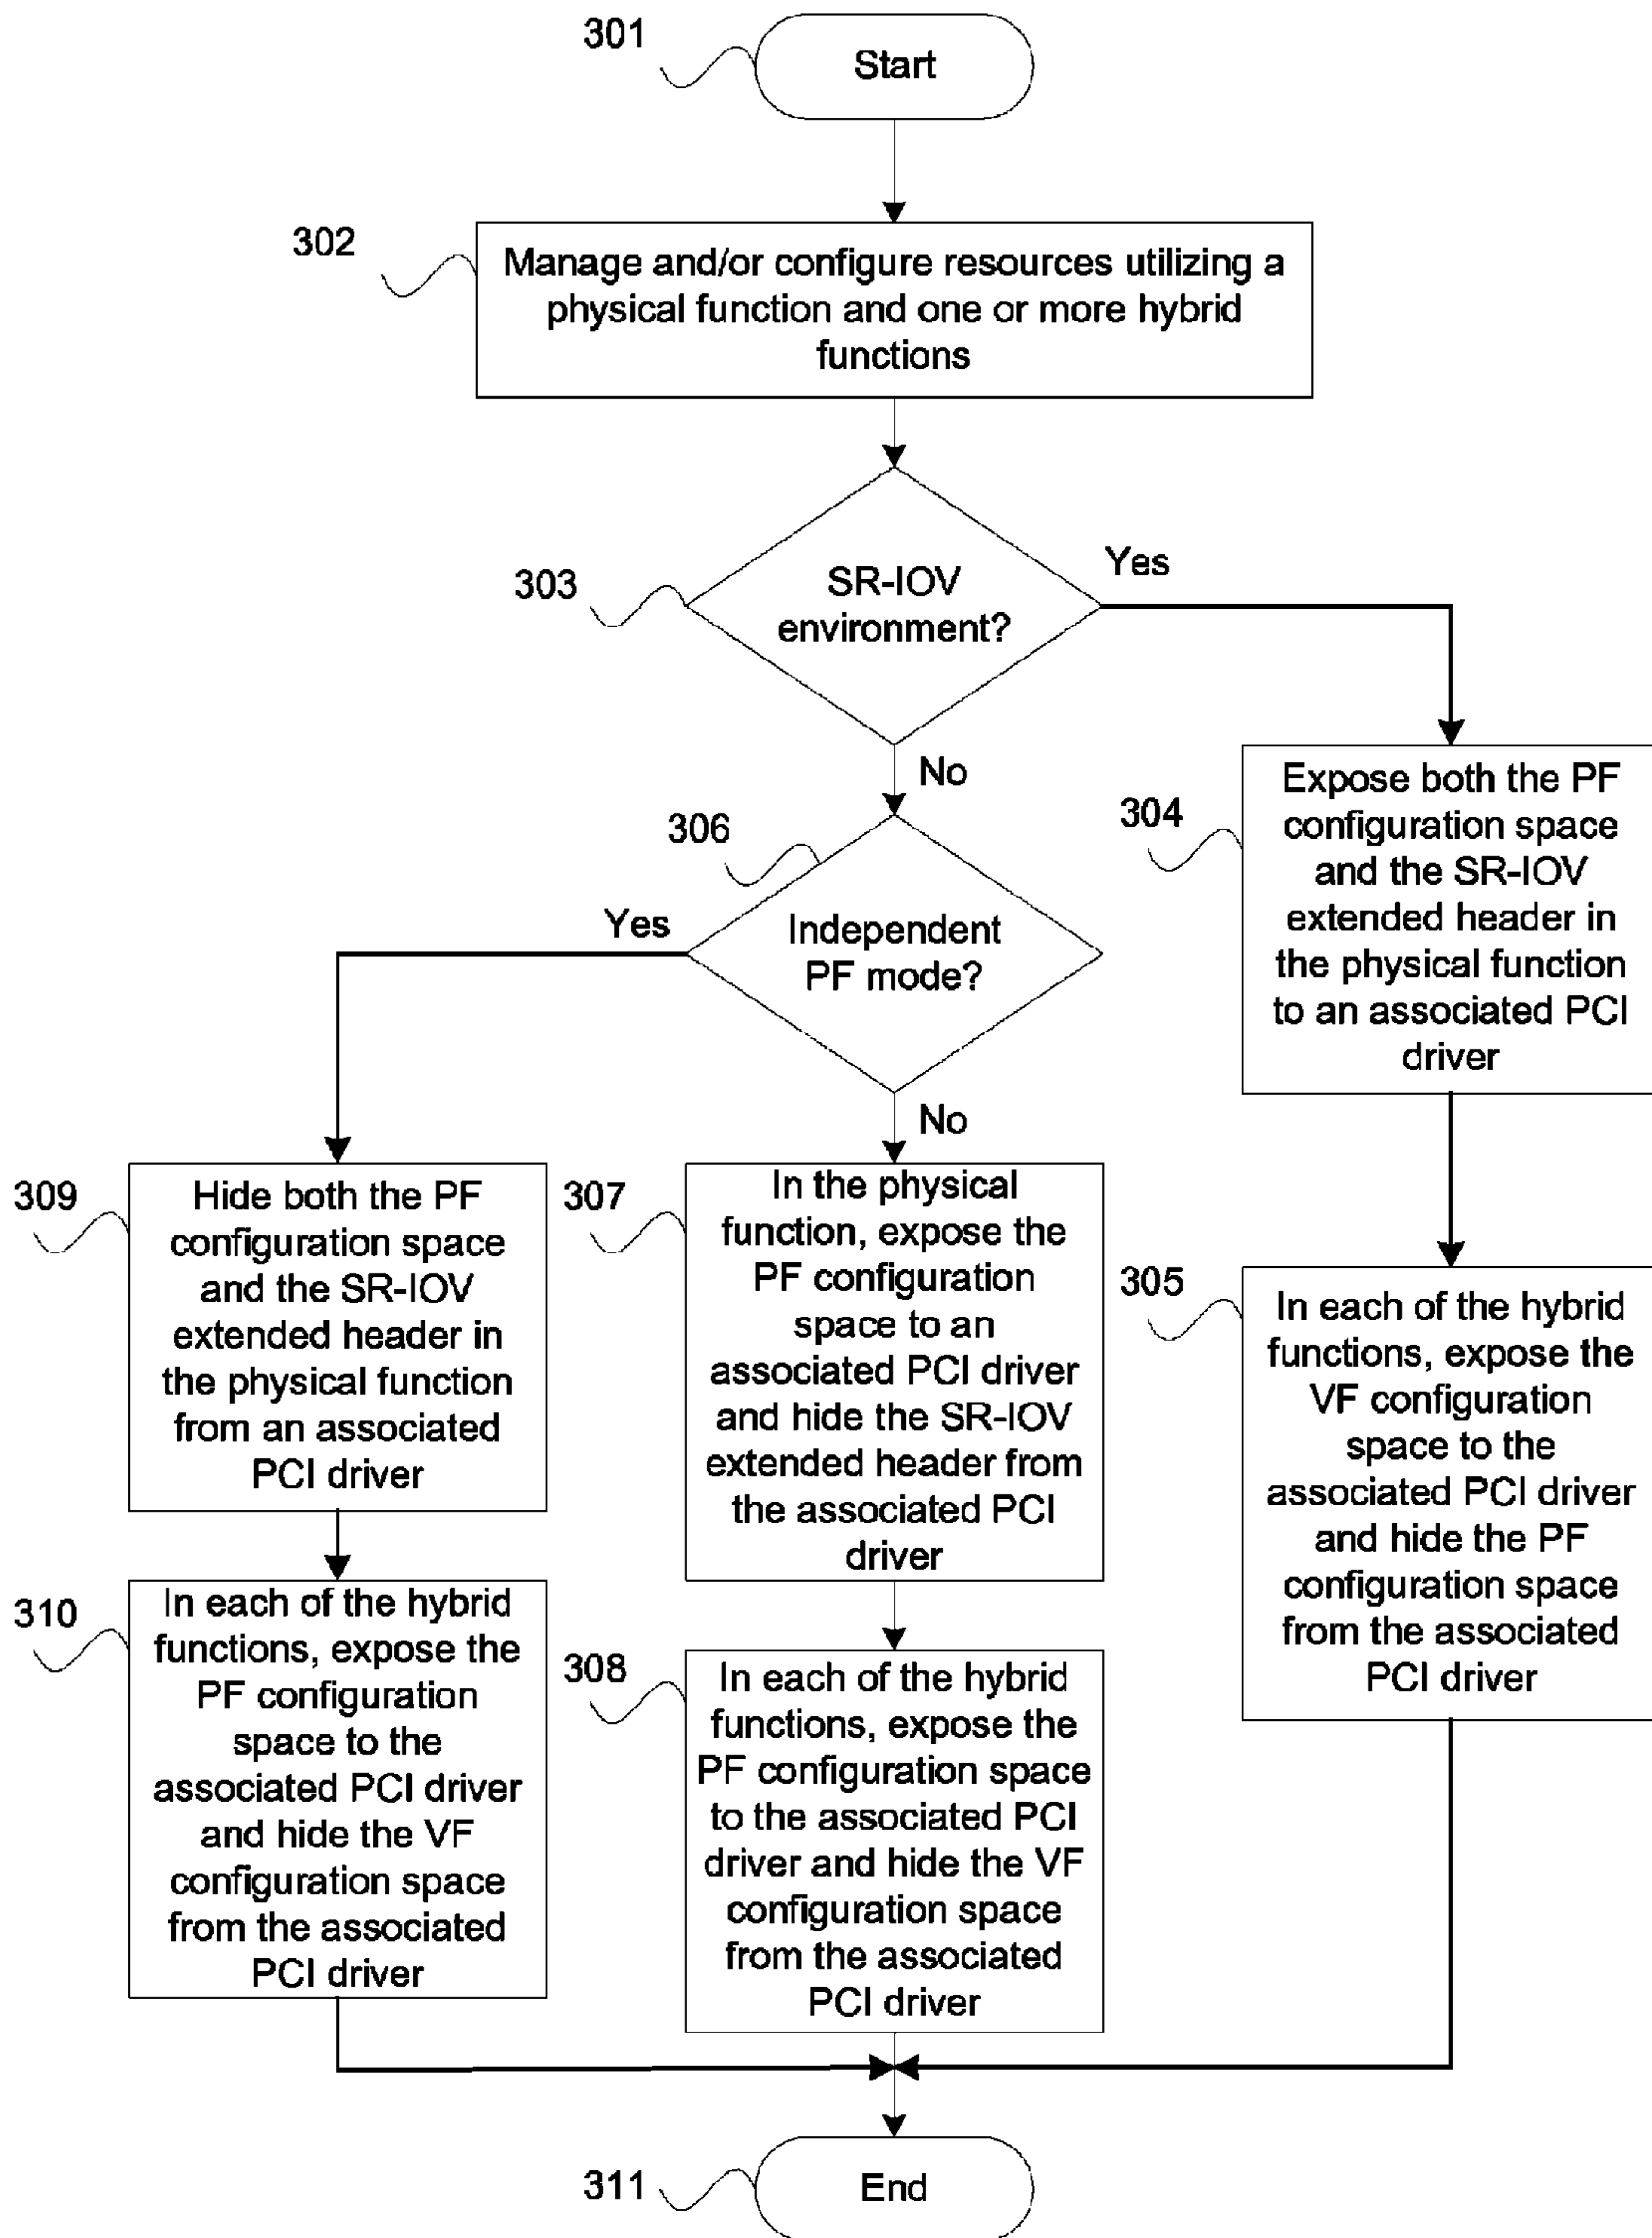 301
Start
302
Manage and/or configure resources utilizing a
physical function and one or more hybrid
functions
303
SR-IOV
environment?
Yes
No
304
Expose both the PF
configuration space
and the SR-IOV
extended header in
the physical function
to an associated PCI
driver
306
Independent
PF mode?
Yes
No
309
Hide both the PF
configuration space
and the SR-IOV
extended header in
the physical function
from an associated
PCI driver
307
In the physical
function, expose the
PF configuration
space to an
associated PCI driver
and hide the SR-IOV
extended header from
the associated PCI
driver
305
In each of the hybrid
functions, expose the
VF configuration
space to the
associated PCI driver
and hide the PF
configuration space
from the associated
PCI driver
310
In each of the hybrid
functions, expose the
PF configuration
space to the
associated PCI driver
and hide the VF
configuration space
from the associated
PCI driver
308
In each of the hybrid
functions, expose the
PF configuration space
to the associated PCI
driver and hide the VF
configuration space
from the associated
PCI driver
311
End